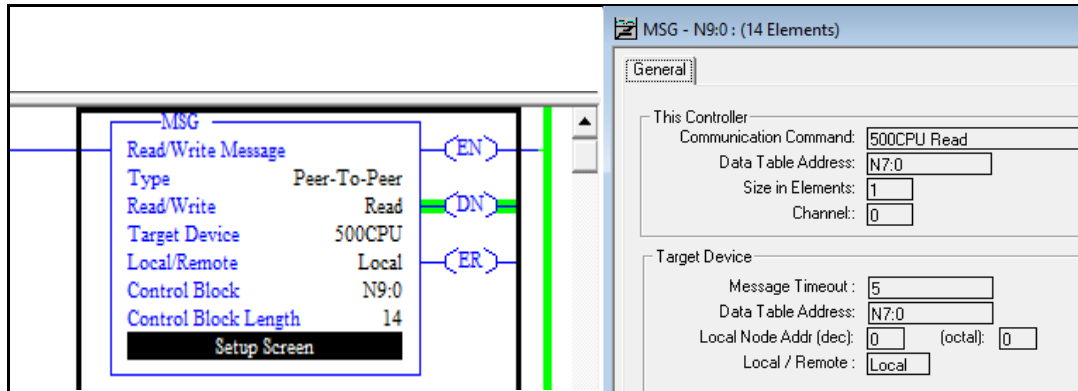 MSG
Read/Write Message
Type Peer-To-Peer
Read/Write Read
Target Device 500CPU
Local/Remote Local
Control Block N9:0
Control Block Length 14
Setup Screen
EN
DN
ER
MSG - N9:0 : (14 Elements)
General
This Controller
Communication Command: 500CPU Read
Data Table Address: N7:0
Size in Elements: 1
Channel:: 0
Target Device
Message Timeout : 5
Data Table Address: N7:0
Local Node Addr (dec): 0 (octal): 0
Local / Remote : Local